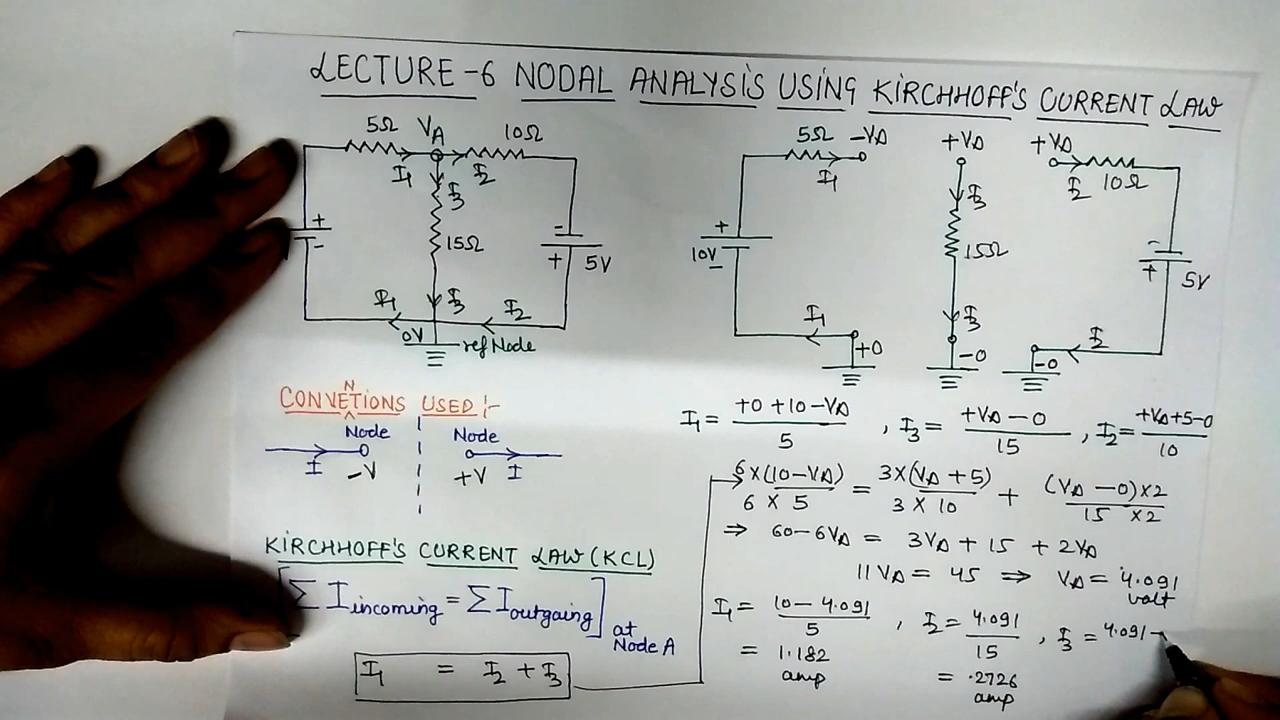 LECTURE-6 NODAL ANALYSIS USING KIRCHHOFF'S CURRENT LAW
5Ω VA 10Ω
I1 I2
I3
+
-
15Ω
-
+ 5V
I1 I3 I2
0V ref Node
5Ω -VA
I1
+
10V
-
I1
+0
+VA
I3
15Ω
I3
-0
+VA
I2 10Ω
-
+
5V
I2
-0
CONVETIONS USED :-
N
Node
I -V
Node
+V I
KIRCHHOFF'S CURRENT LAW (KCL)
[∑ I incoming = ∑ I outgoing] at Node A
I1 = I2 + I3
I1 = +0+10-VA / 5 , I3 = +VA-0 / 15 , I2 = +VA+5-0 / 10
6×(10-VA) / 6×5 = 3×(VA+5) / 3×10 + (VA-0)×2 / 15×2
⇒ 60-6VA = 3VA + 15 + 2VA
11VA = 45 ⇒ VA = 4.091 volt
I1 = 10-4.091 / 5 , I2 = 4.091 / 15 , I3 = 4.091-
= 1.182 amp
= .2726 amp